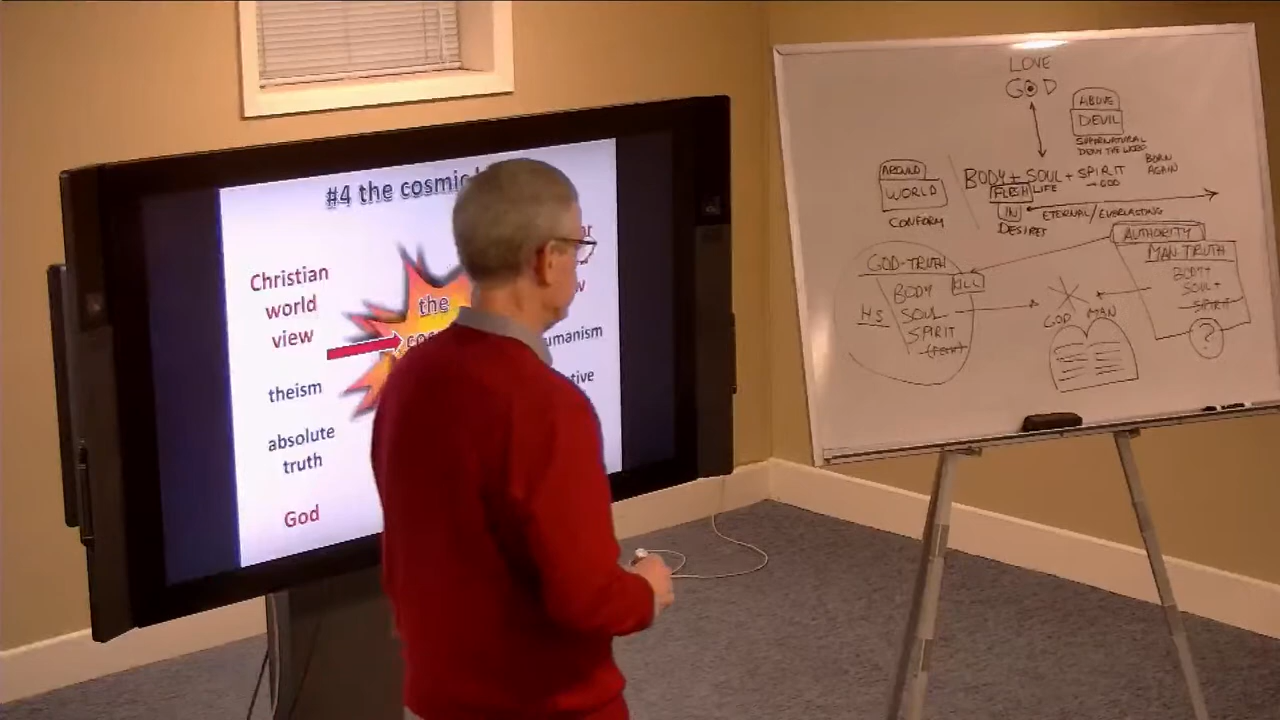 #4 the cosmic
Christian
world
view
the
theism
umanism
absolute
truth
God
LOVE
GOD
ABOVE
DEVIL
SUPERNATURAL
AROUND
WORLD
CONFORM
BODY + SOUL + SPIRIT
FLESH LIFE → GOD
BORN
AGAIN
IN
ETERNAL/EVERLASTING
DESIRES
AUTHORITY
GOD-TRUTH
MAN-TRUTH
BODY
KILL
HS SOUL
SPIRIT
GOD MAN
BODY
SOUL +
SPIRIT
?